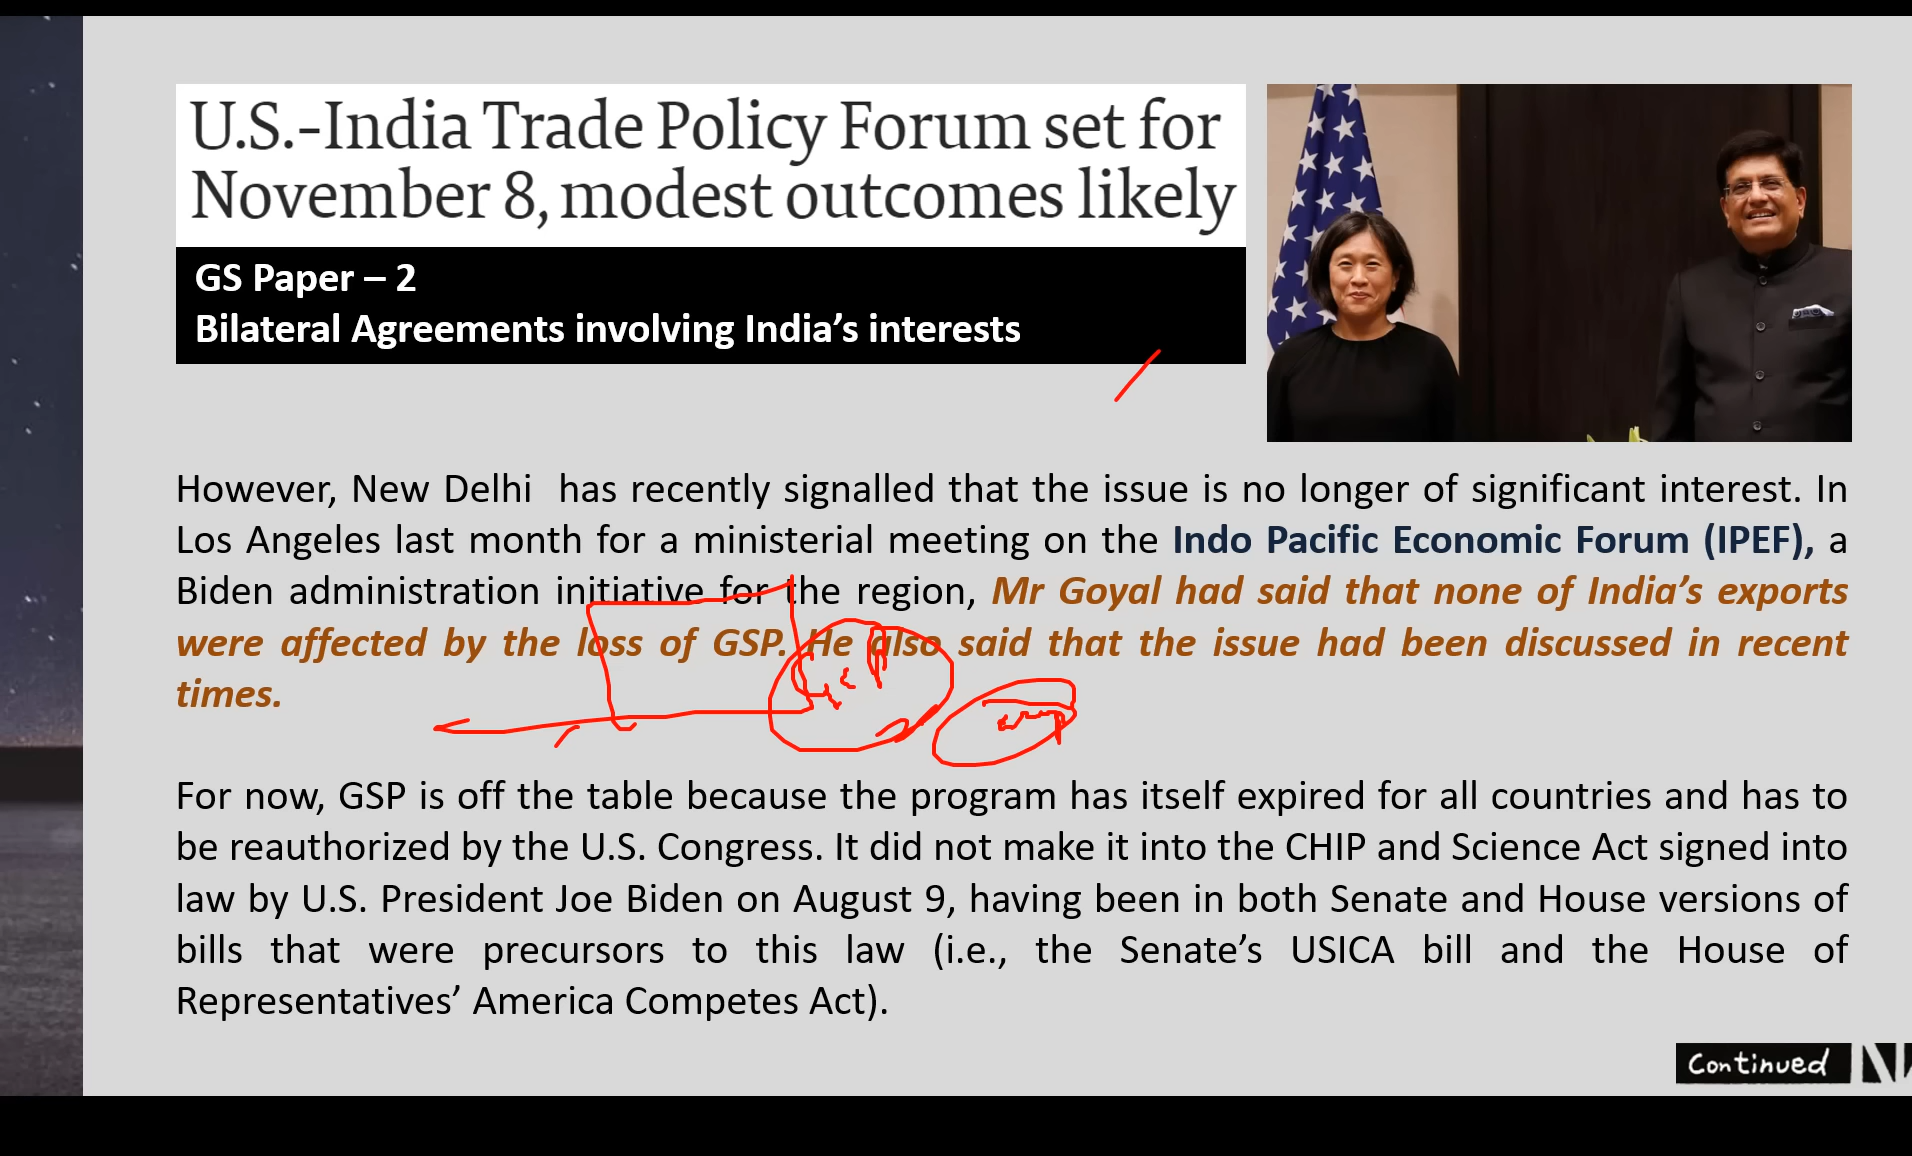 U.S.-India Trade Policy Forum set for
November 8, modest outcomes likely
GS Paper – 2
Bilateral Agreements involving India’s interests
However, New Delhi has recently signalled that the issue is no longer of significant interest. In
Los Angeles last month for a ministerial meeting on the Indo Pacific Economic Forum (IPEF), a
Biden administration initiative for the region, Mr Goyal had said that none of India’s exports
were affected by the loss of GSP. He also said that the issue had been discussed in recent
times.
For now, GSP is off the table because the program has itself expired for all countries and has to
be reauthorized by the U.S. Congress. It did not make it into the CHIP and Science Act signed into
law by U.S. President Joe Biden on August 9, having been in both Senate and House versions of
bills that were precursors to this law (i.e., the Senate’s USICA bill and the House of
Representatives’ America Competes Act).
Continued